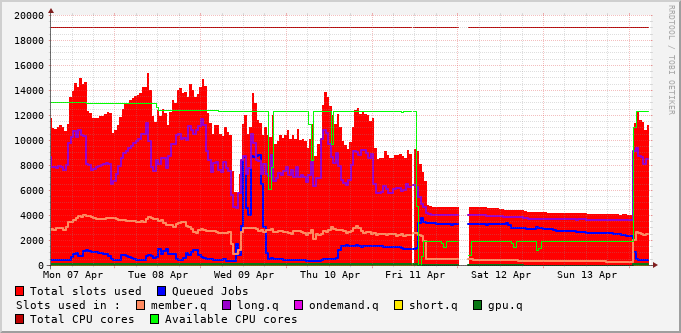 20000
18000
16000
14000
12000
10000
8000
6000
4000
2000
0
Mon 07 Apr Tue 08 Apr Wed 09 Apr Thu 10 Apr Fri 11 Apr Sat 12 Apr Sun 13 Apr
RRDTOOL / TOBI OETIKER
Total slots used Queued Jobs
Slots used in : member.q long.q ondemand.q short.q gpu.q
Total CPU cores Available CPU cores